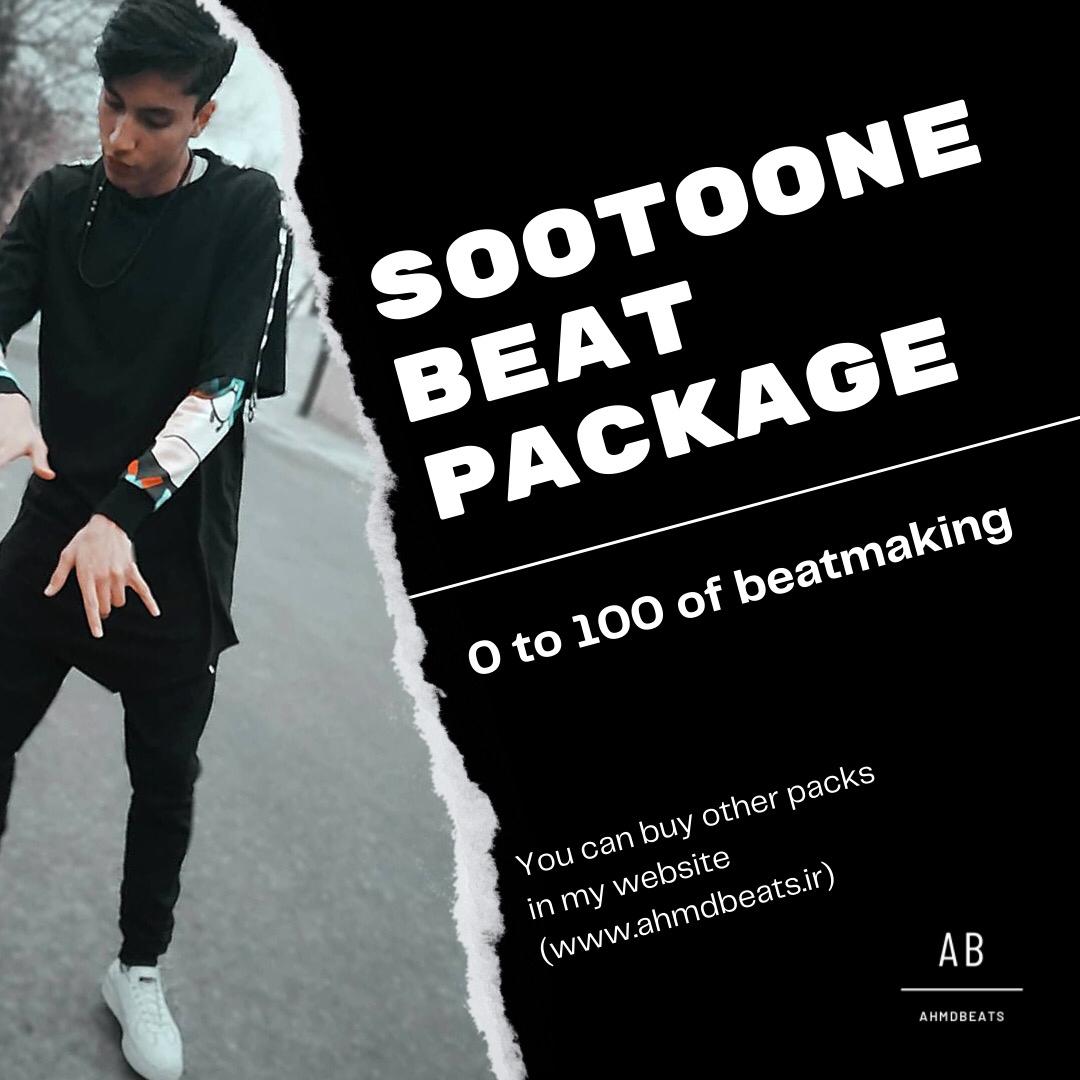 SOOTOONE
BEAT
PACKAGE
0 to 100 of beatmaking
You can buy other packs
in my website
(www.ahmdbeats.ir)
AB
AHMDBEATS